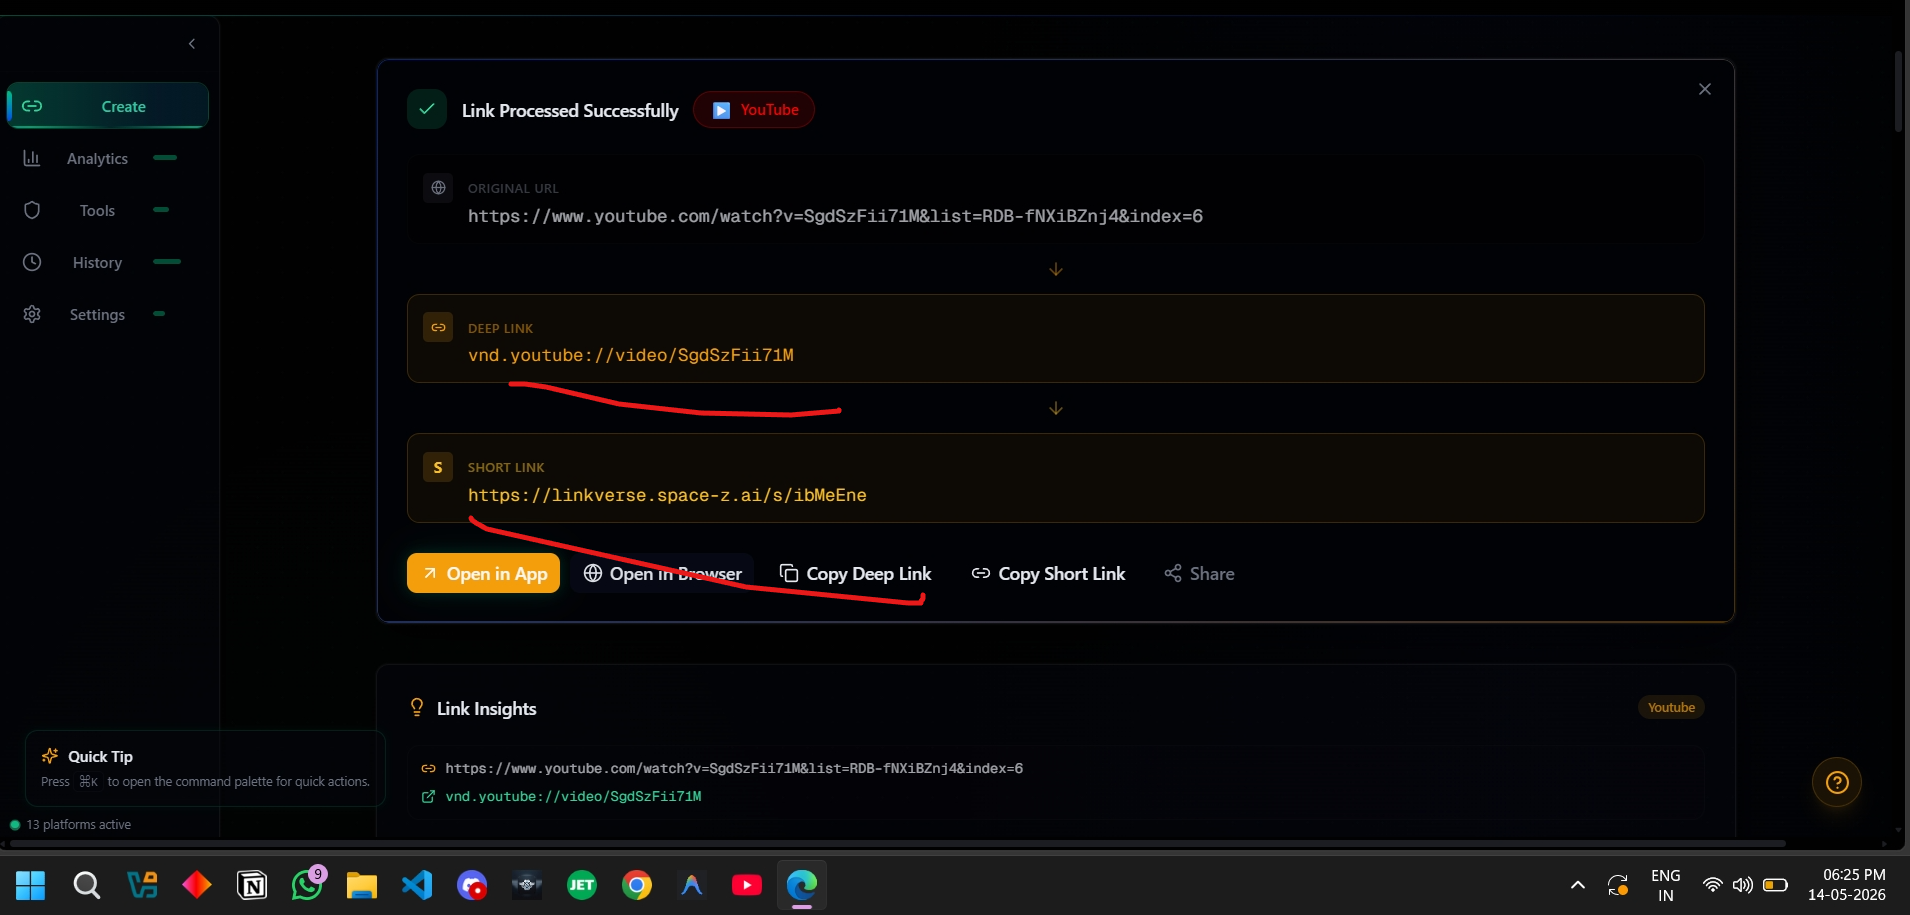 Create
Analytics
Tools
History
Settings
Link Processed Successfully
YouTube
ORIGINAL URL
https://www.youtube.com/watch?v=SgdSzFii71M&list=RDB-fNXiBZnj4&index=6
DEEP LINK
vnd.youtube://video/SgdSzFii71M
S
SHORT LINK
https://linkverse.space-z.ai/s/ibMeEne
Open in App
Open in Browser
Copy Deep Link
Copy Short Link
Share
Link Insights
Youtube
https://www.youtube.com/watch?v=SgdSzFii71M&list=RDB-fNXiBZnj4&index=6
vnd.youtube://video/SgdSzFii71M
Quick Tip
Press ⌘K to open the command palette for quick actions.
13 platforms active
9
JET
ENG
IN
06:25 PM
14-05-2026